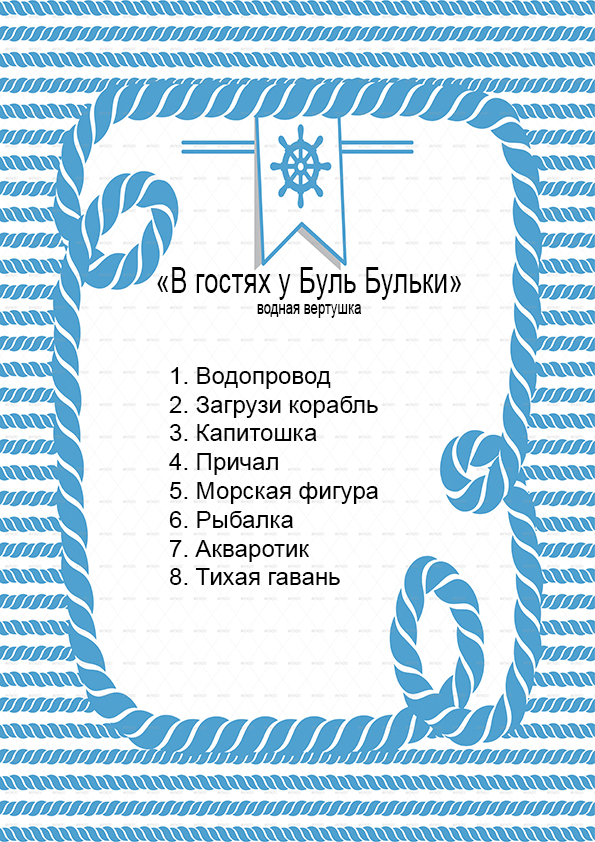 «В гостях у Буль Бульки»
водная вертушка
1. Водопровод
2. Загрузи корабль
3. Капитошка
4. Причал
5. Морская фигура
6. Рыбалка
7. Акваротик
8. Тихая гавань